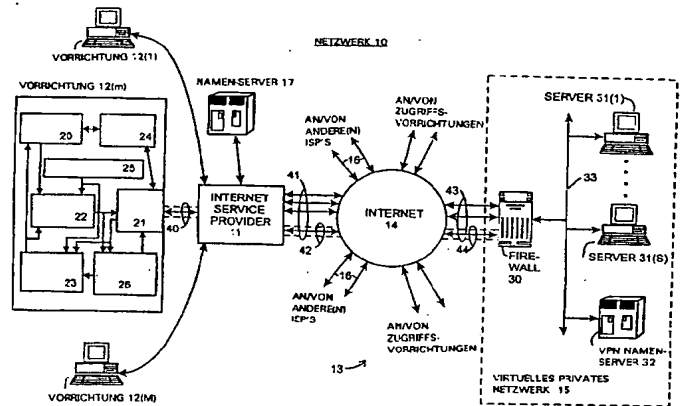 NETZWERK 10
VORRICHTUNG 12(1)
VORRICHTUNG 12(m)
NAMEN-SERVER 17
20
24
25
22
21
23
26
40
INTERNET
SERVICE
PROVIDER
11
41
42
AN/VON
ANDERE(N)
ISP'S
16
AN/VON
ZUGRIFFS-
VORRICHTUNGEN
INTERNET
14
16
AN/VON
ANDERE(N)
ISP'S
AN/VON
ZUGRIFFS-
VORRICHTUNGEN
13
43
44
FIRE-
WALL
30
SERVER 31(1)
33
SERVER 31(S)
VPN NAMEN-
SERVER 32
VIRTUELLES PRIVATES
NETZWERK 15
VORRICHTUNG 12(M)